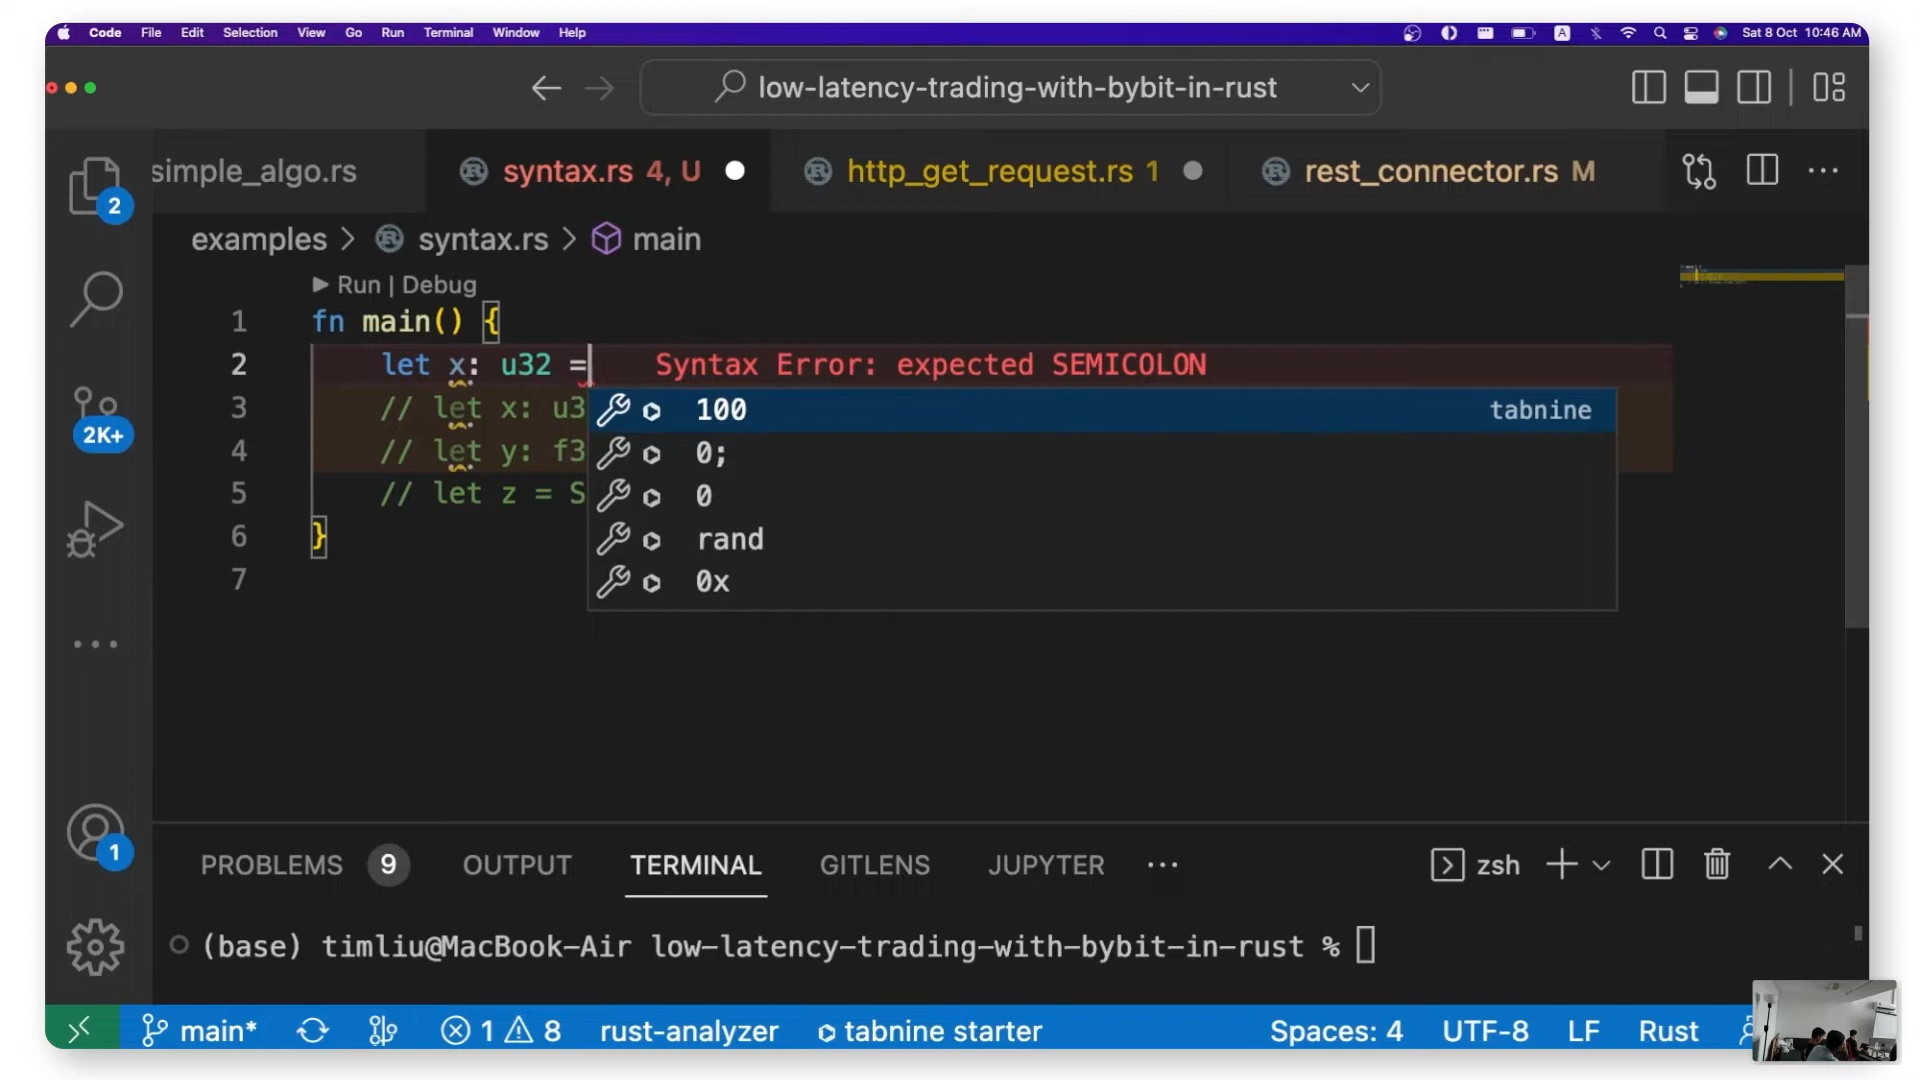 Code File Edit Selection View Go Run Terminal Window Help A Sat 8 Oct 10:46 AM
low-latency-trading-with-bybit-in-rust
2
simple_algo.rs syntax.rs 4, U http_get_request.rs 1 rest_connector.rs M
examples > syntax.rs > main
Run | Debug
1 fn main() {
2 let x: u32 = Syntax Error: expected SEMICOLON
3 // let x: u3
4 // let y: f3
5 // let z = S
6 }
7
100 tabnine
0;
0
rand
0x
2K+
1
PROBLEMS 9 OUTPUT TERMINAL GITLENS JUPYTER ... zsh
(base) timliu@MacBook-Air low-latency-trading-with-bybit-in-rust %
main* 1 8 rust-analyzer tabnine starter Spaces: 4 UTF-8 LF Rust